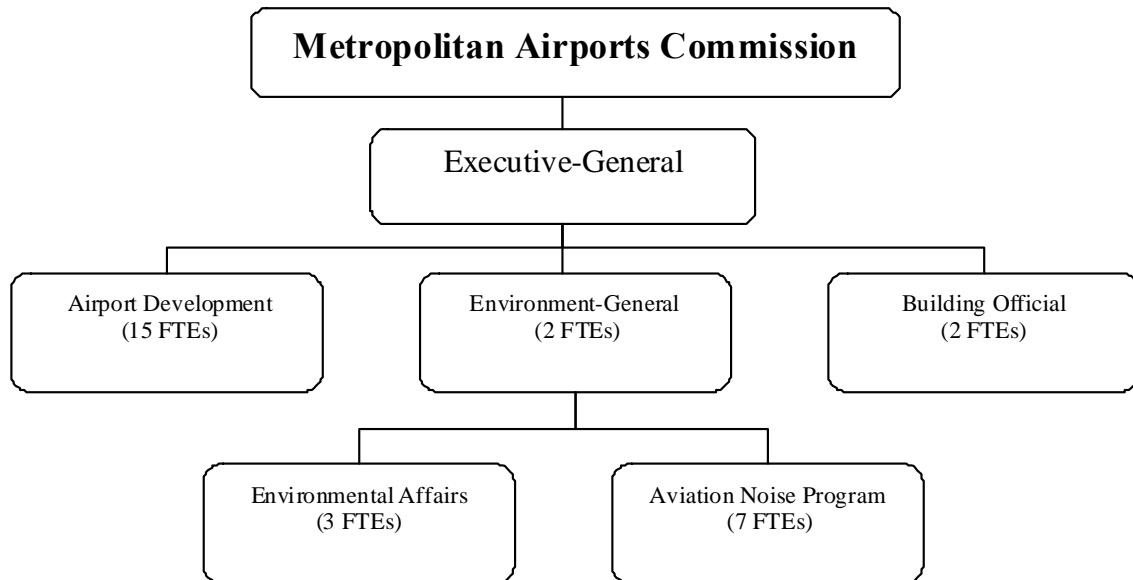 Metropolitan Airports Commission
Executive-General
Airport Development
(15 FTEs)
Environment-General
(2 FTEs)
Building Official
(2 FTEs)
Environmental Affairs
(3 FTEs)
Aviation Noise Program
(7 FTEs)